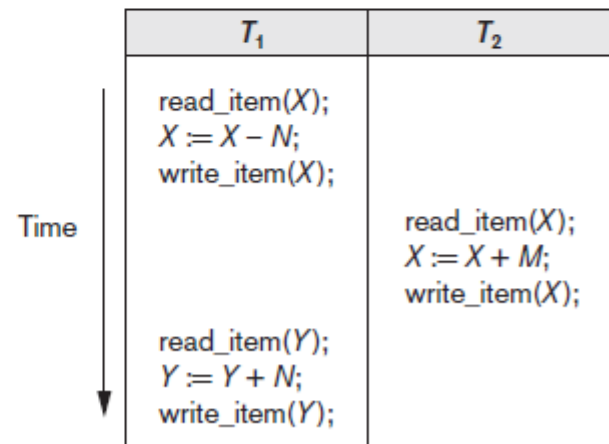 T₁ T₂
read_item(X);
X := X – N;
write_item(X);
Time
read_item(X);
X := X + M;
write_item(X);
read_item(Y);
Y := Y + N;
write_item(Y);